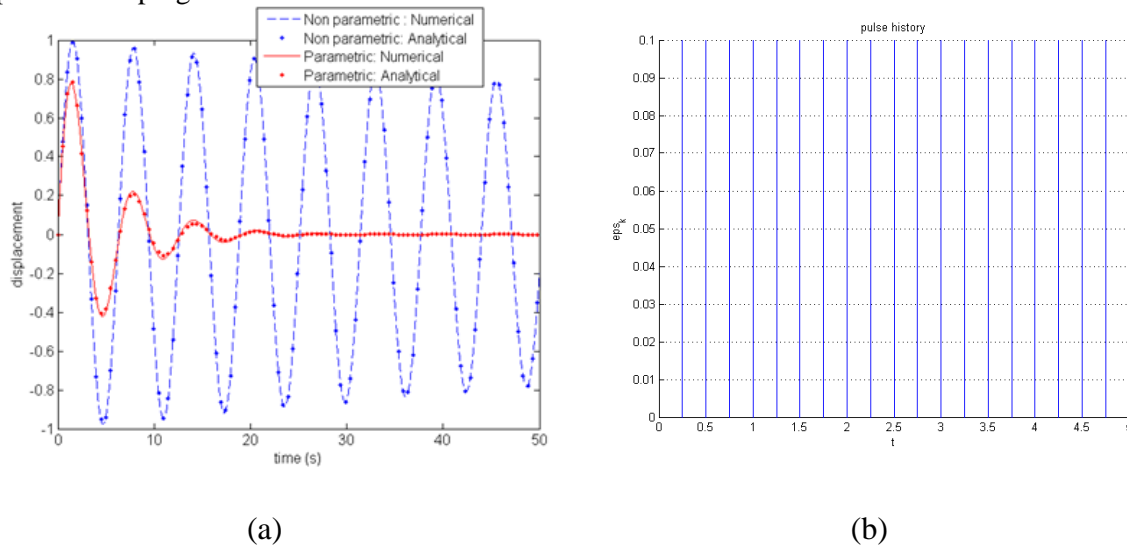 Non parametric : Numerical
Non parametric: Analytical
Parametric: Numerical
Parametric: Analytical
1
0.8
0.6
0.4
0.2
0
-0.2
-0.4
-0.6
-0.8
-1
displacement
0 10 20 30 40 50
time (s)
pulse history
0.1
0.09
0.08
0.07
0.06
0.05
0.04
0.03
0.02
0.01
0
eps_k
0 0.5 1 1.5 2 2.5 3 3.5 4 4.5
t
(a)
(b)